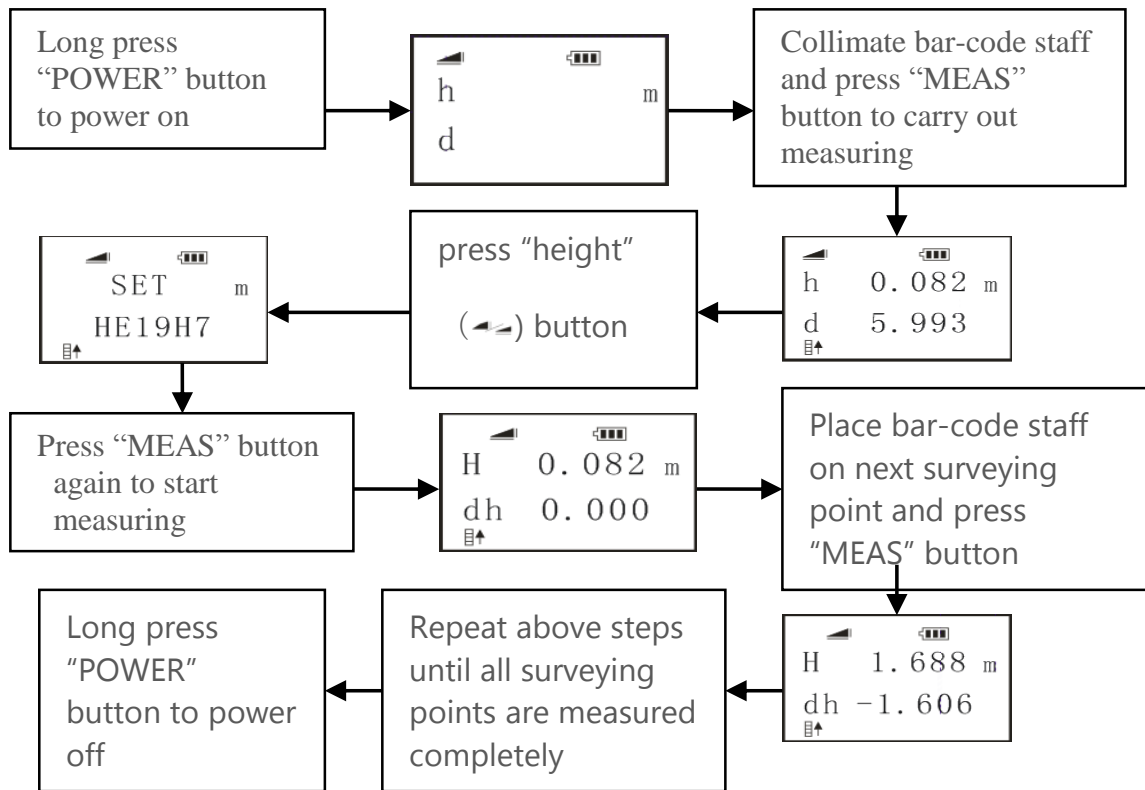 Long press
“POWER” button
to power on
h m
d
Collimate bar-code staff
and press “MEAS”
button to carry out
measuring
h 0.082 m
d 5.993
press “height”
( ) button
SET m
HE19H7
Press “MEAS” button
again to start
measuring
H 0.082 m
dh 0.000
Place bar-code staff
on next surveying
point and press
“MEAS” button
H 1.688 m
dh -1.606
Repeat above steps
until all surveying
points are measured
completely
Long press
“POWER”
button to power
off